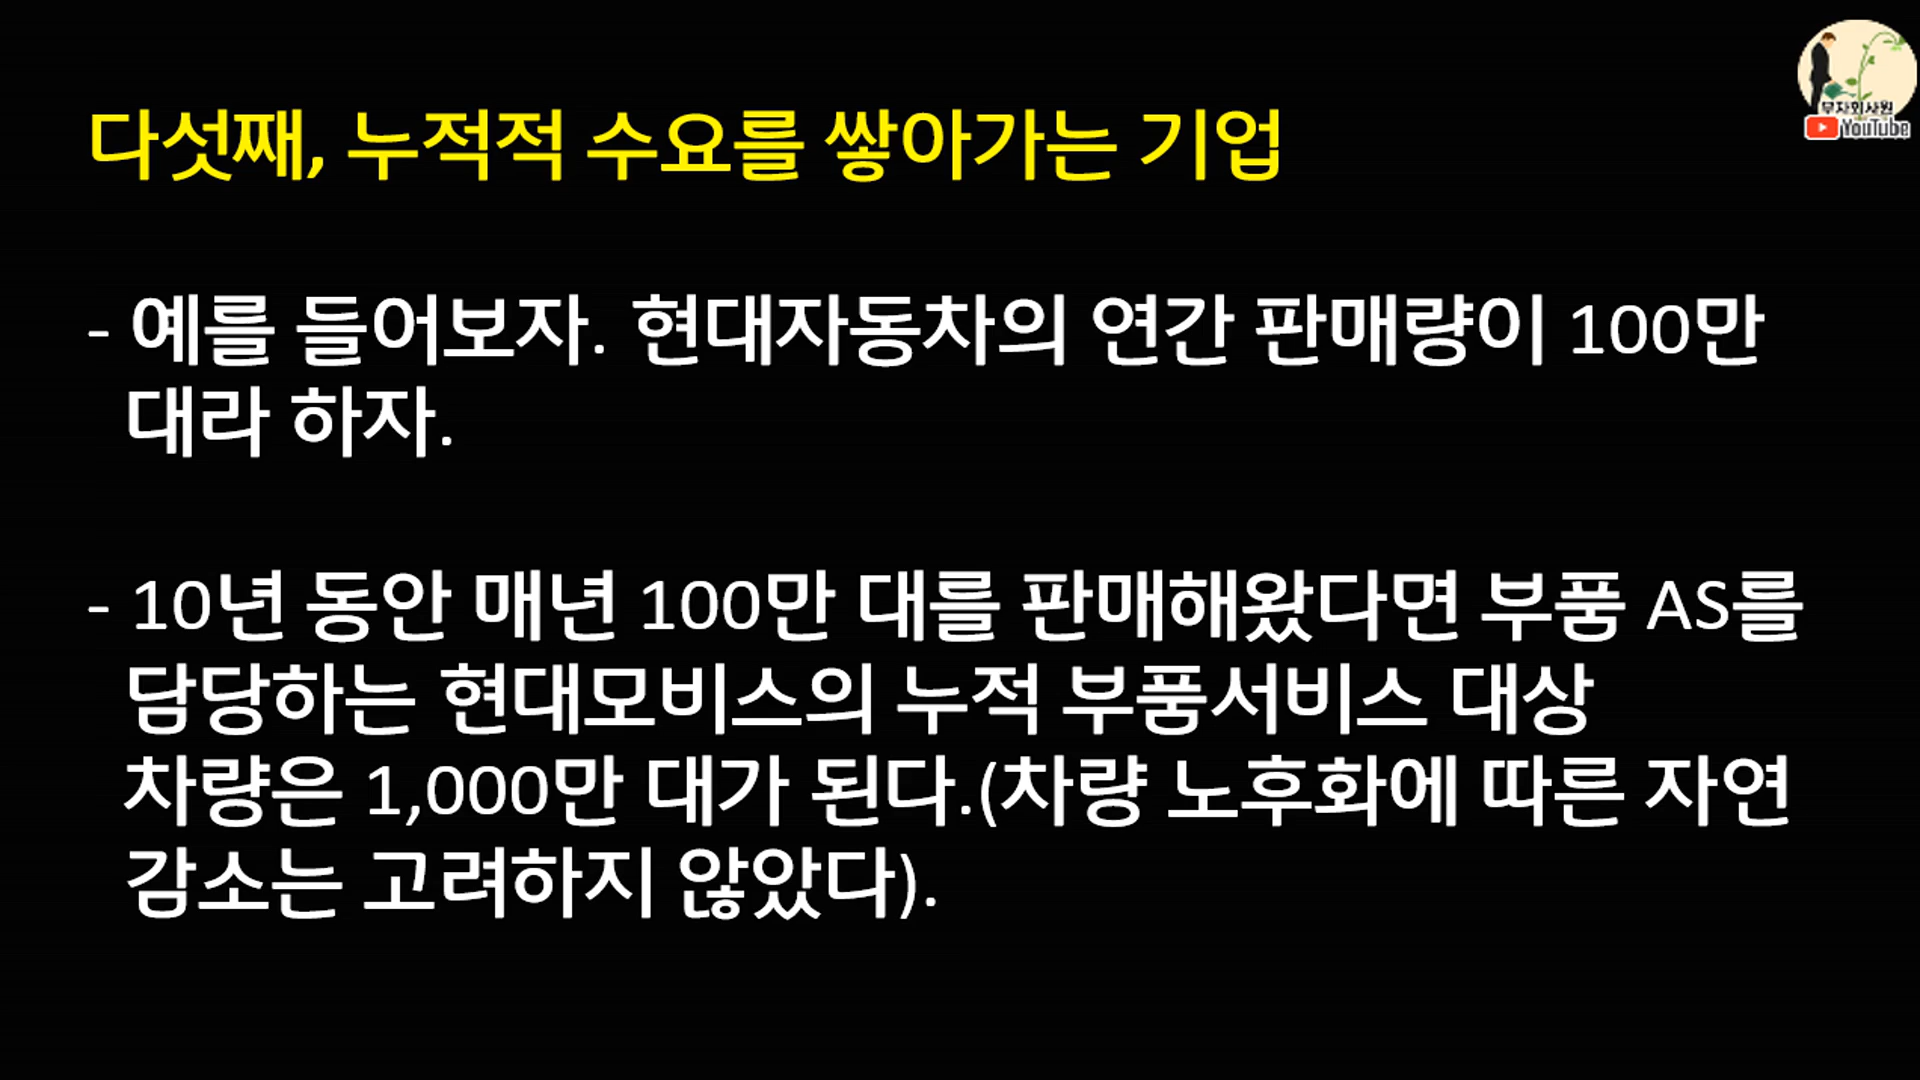 부자회사원
YouTube
다섯째, 누적적 수요를 쌓아가는 기업
- 예를 들어보자. 현대자동차의 연간 판매량이 100만
대라 하자.
- 10년 동안 매년 100만 대를 판매해왔다면 부품 AS를
담당하는 현대모비스의 누적 부품서비스 대상
차량은 1,000만 대가 된다.(차량 노후화에 따른 자연
감소는 고려하지 않았다).